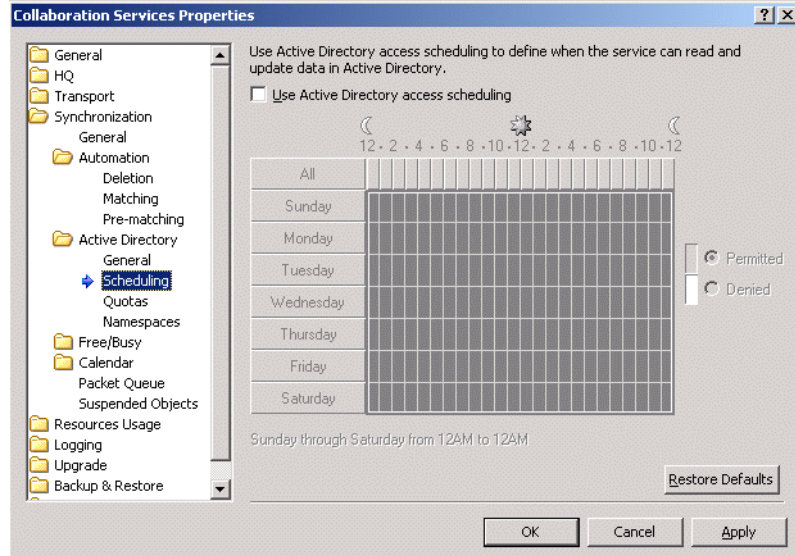 Collaboration Services Properties
General
HQ
Transport
Synchronization
General
Automation
Deletion
Matching
Pre-matching
Active Directory
General
Scheduling
Quotas
Namespaces
Free/Busy
Calendar
Packet Queue
Suspended Objects
Resources Usage
Logging
Upgrade
Backup & Restore
Use Active Directory access scheduling to define when the service can read and
update data in Active Directory.
Use Active Directory access scheduling
12 · 2 · 4 · 6 · 8 · 10 · 12 · 2 · 4 · 6 · 8 · 10 · 12
All
Sunday
Monday
Tuesday
Wednesday
Thursday
Friday
Saturday
Permitted
Denied
Sunday through Saturday from 12AM to 12AM
Restore Defaults
OK
Cancel
Apply